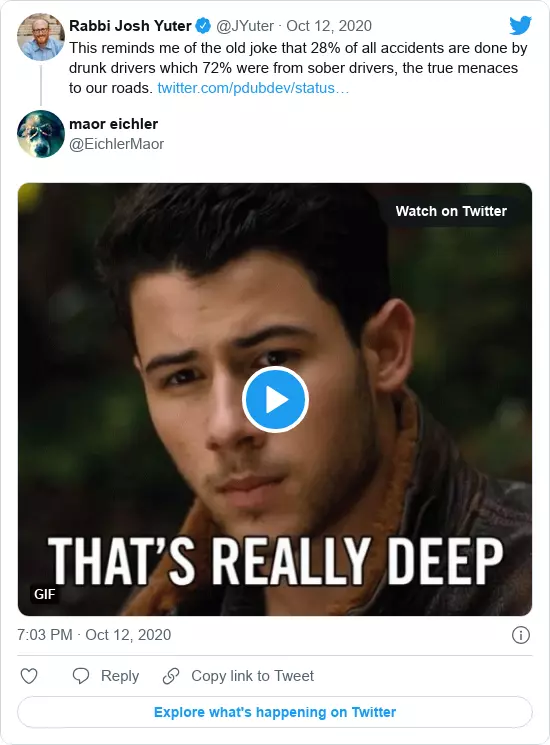 Rabbi Josh Yuter @JYuter · Oct 12, 2020
This reminds me of the old joke that 28% of all accidents are done by
drunk drivers which 72% were from sober drivers, the true menaces
to our roads. twitter.com/pdubdev/status…
maor eichler
@EichlerMaor
Watch on Twitter
THAT'S REALLY DEEP
GIF
7:03 PM · Oct 12, 2020
Reply Copy link to Tweet
Explore what's happening on Twitter